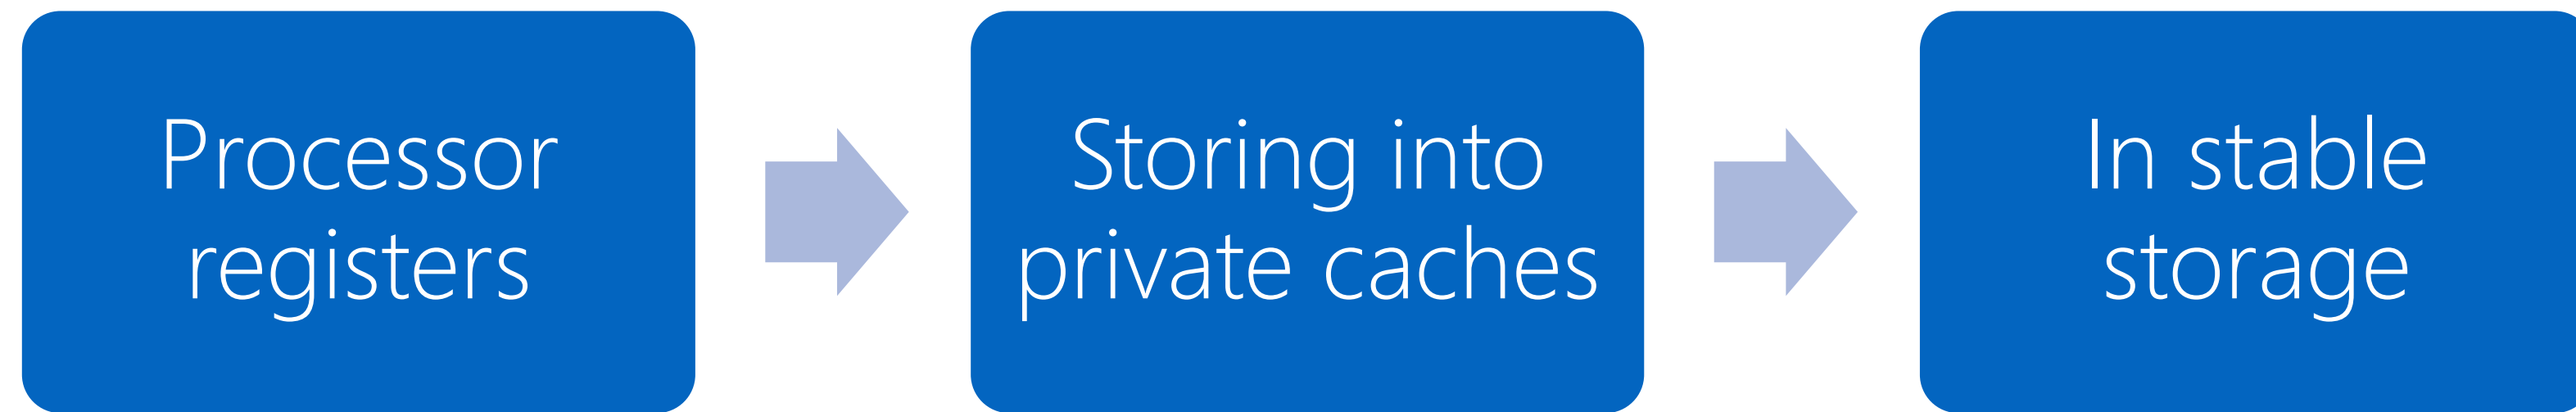 Processor
registers
Storing into
private caches
In stable
storage